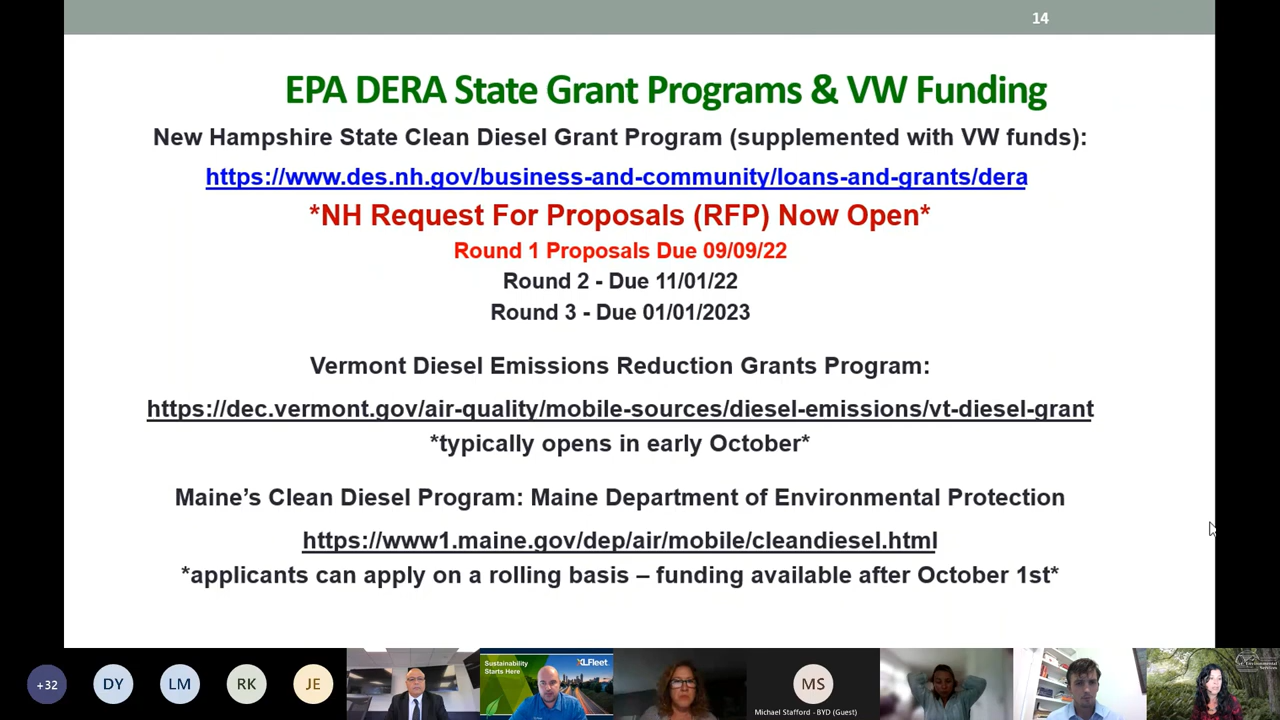 14
EPA DERA State Grant Programs & VW Funding
New Hampshire State Clean Diesel Grant Program (supplemented with VW funds):
https://www.des.nh.gov/business-and-community/loans-and-grants/dera
*NH Request For Proposals (RFP) Now Open*
Round 1 Proposals Due 09/09/22
Round 2 - Due 11/01/22
Round 3 - Due 01/01/2023
Vermont Diesel Emissions Reduction Grants Program:
https://dec.vermont.gov/air-quality/mobile-sources/diesel-emissions/vt-diesel-grant
*typically opens in early October*
Maine’s Clean Diesel Program: Maine Department of Environmental Protection
https://www1.maine.gov/dep/air/mobile/cleandiesel.html
*applicants can apply on a rolling basis – funding available after October 1st*
+32
DY
LM
RK
JE
Sustainability
Starts Here
XLFleet
MS
Michael Stafford - BYD (Guest)
Environmental
Services